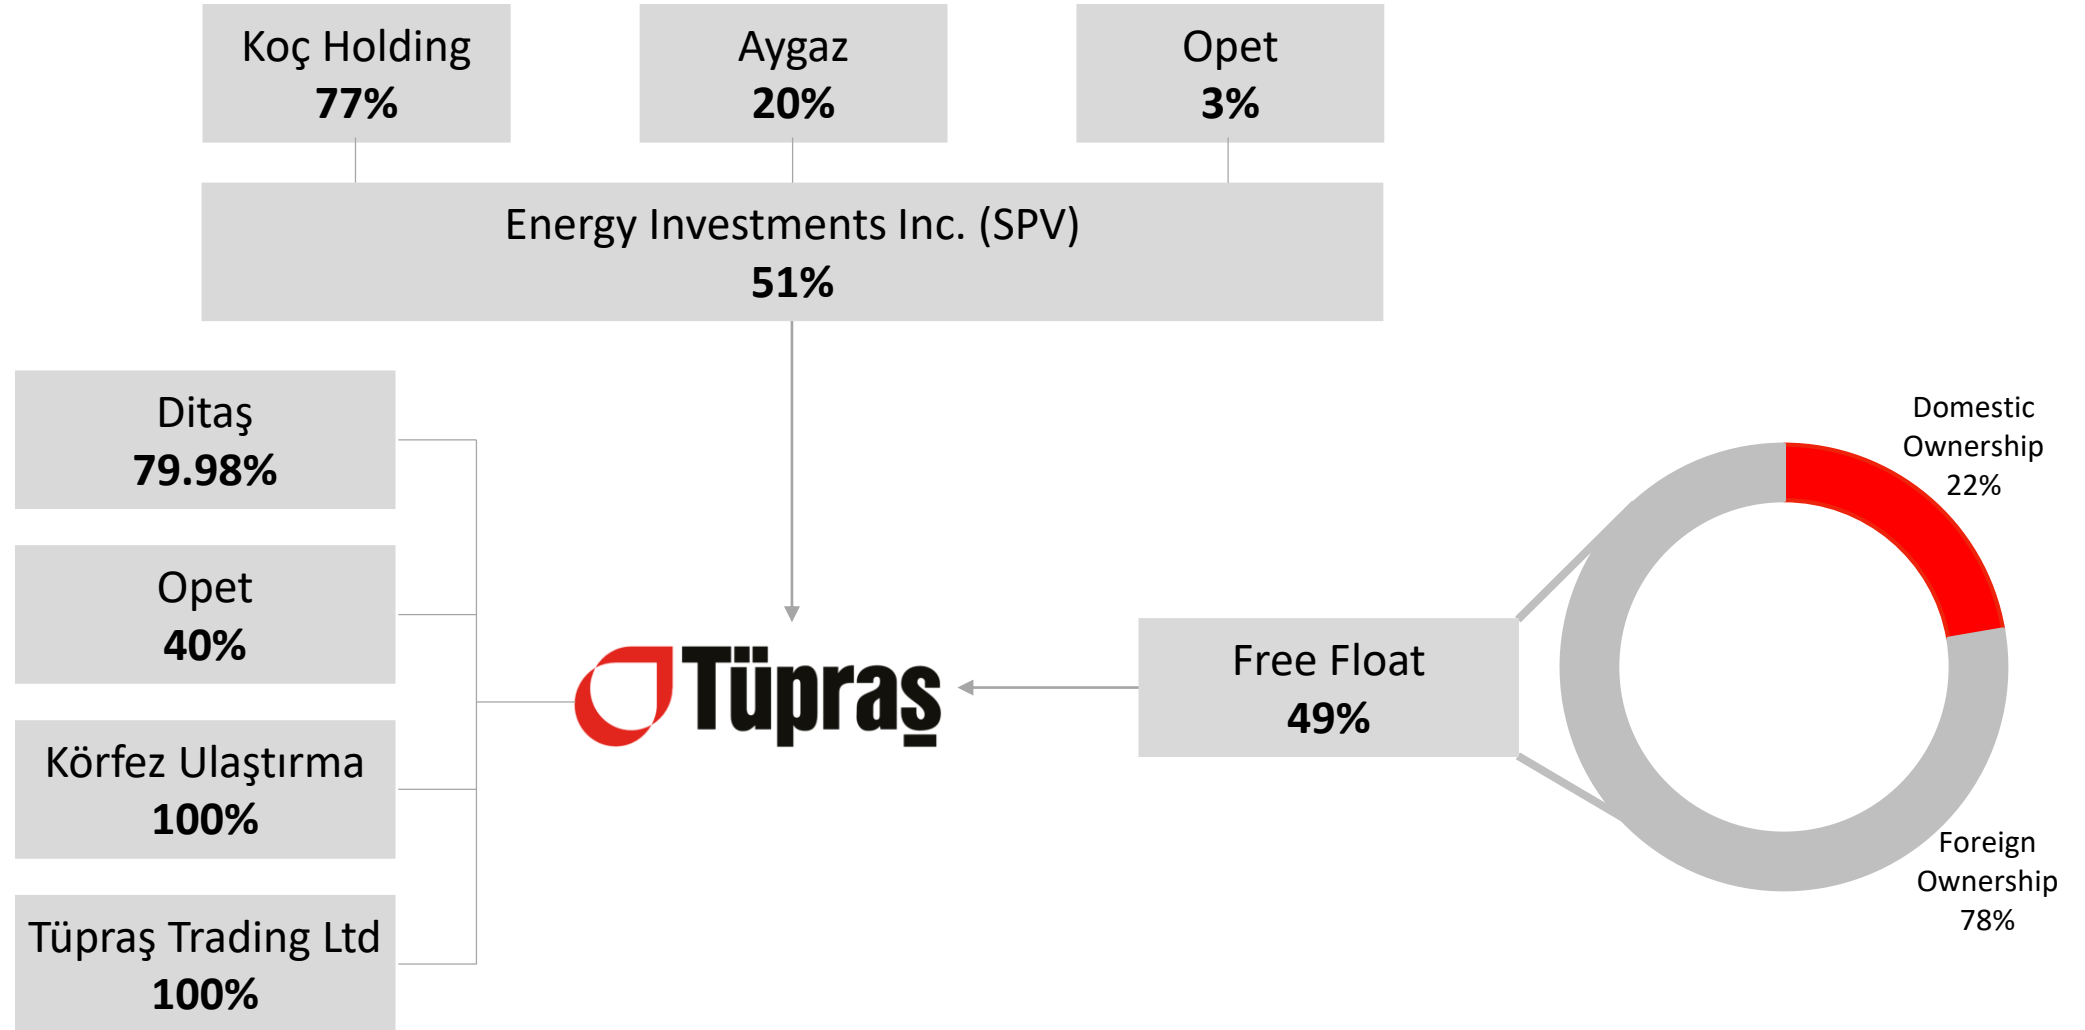 Koç Holding
77%
Aygaz
20%
Opet
3%
Energy Investments Inc. (SPV)
51%
Ditaş
79.98%
Opet
40%
Körfez Ulaştırma
100%
Tüpraş Trading Ltd
100%
Tüpraş
Free Float
49%
Domestic
Ownership
22%
Foreign
Ownership
78%